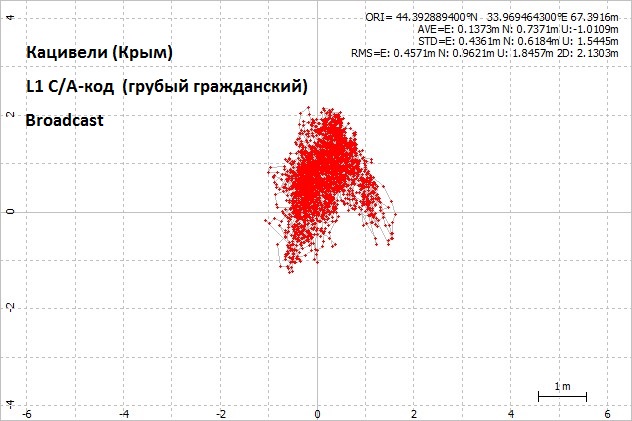 ORI= 44.392889400°N 33.969464300°E 67.3916m
AVE=E: 0.1373m N: 0.7371m U:-1.0109m
STD=E: 0.4361m N: 0.6184m U: 1.5445m
RMS=E: 0.4571m N: 0.9621m U: 1.8457m 2D: 2.1303m
Кацивели (Крым)
L1 C/A-код (грубый гражданский)
Broadcast
4
2
0
-2
-4
1 m
-6 -4 -2 0 2 4 6